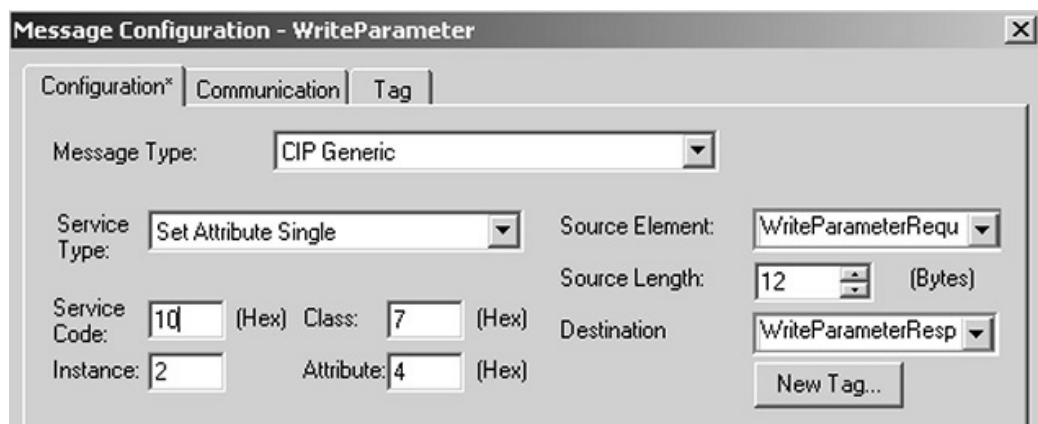 Message Configuration - WriteParameter
Configuration* Communication Tag
Message Type: CIP Generic
Service Type: Set Attribute Single
Source Element: WriteParameterRequ
Source Length: 12 (Bytes)
Service Code: 10 (Hex) Class: 7 (Hex)
Destination WriteParameterResp
Instance: 2 Attribute: 4 (Hex)
New Tag...